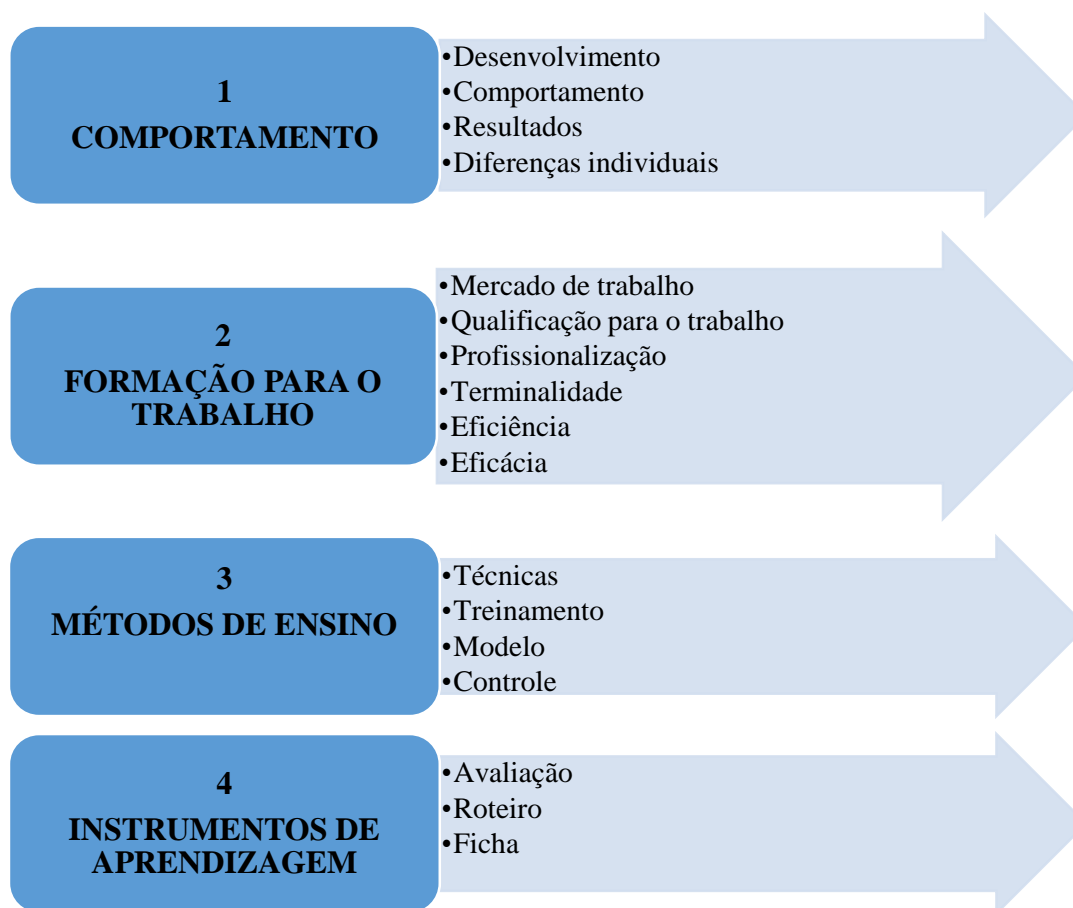 1
COMPORTAMENTO
•Desenvolvimento
•Comportamento
•Resultados
•Diferenças individuais
2
FORMAÇÃO PARA O
TRABALHO
•Mercado de trabalho
•Qualificação para o trabalho
•Profissionalização
•Terminalidade
•Eficiência
•Eficácia
3
MÉTODOS DE ENSINO
•Técnicas
•Treinamento
•Modelo
•Controle
4
INSTRUMENTOS DE
APRENDIZAGEM
•Avaliação
•Roteiro
•Ficha